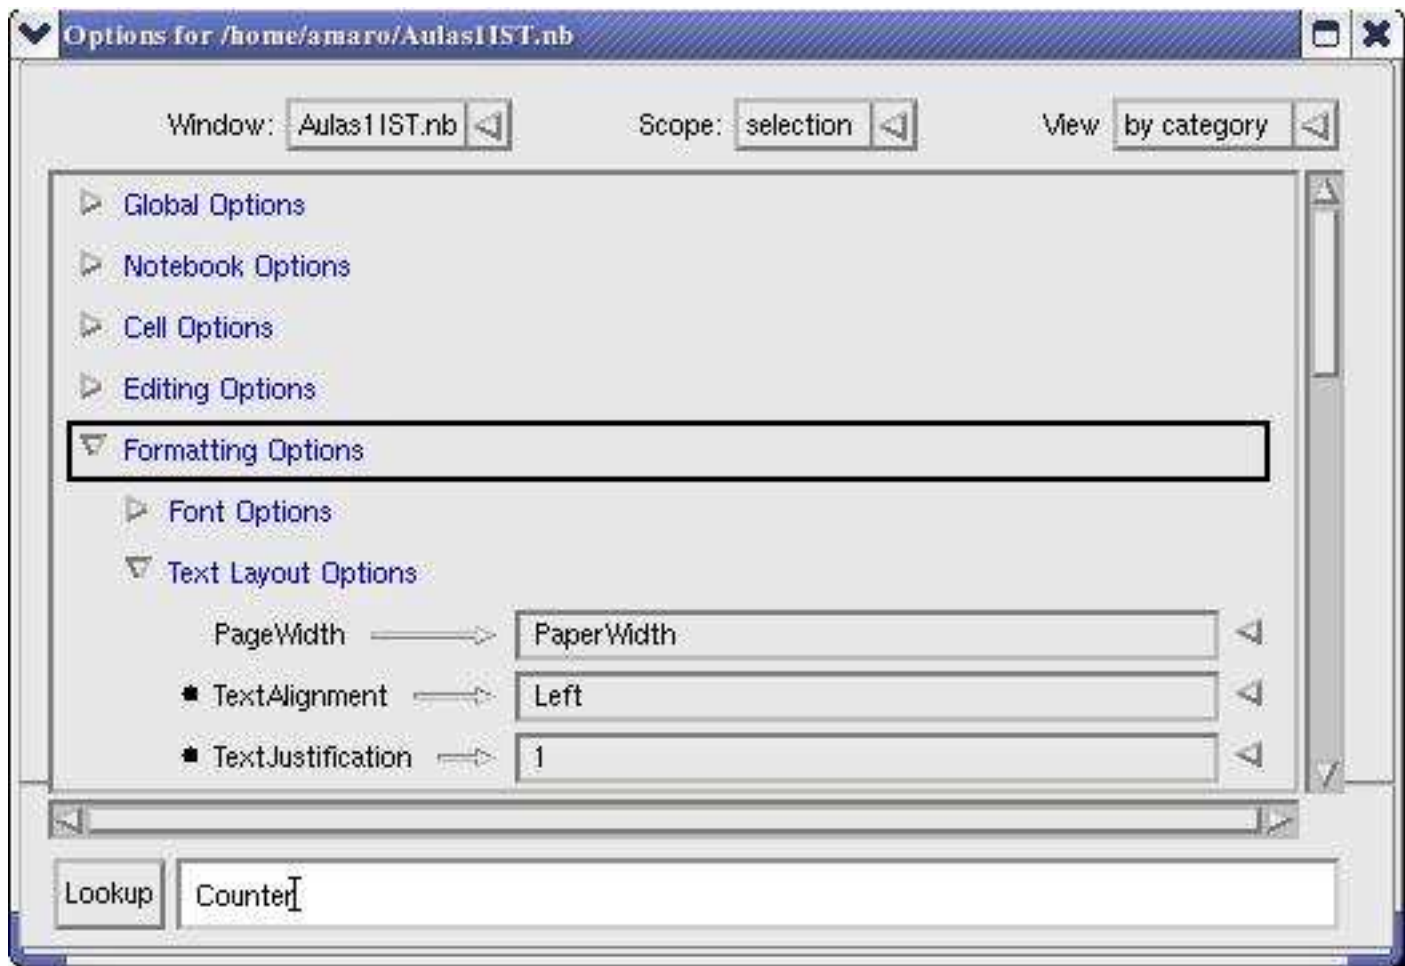 Options for /home/amaro/Aulas1IST.nb
Window: Aulas1IST.nb Scope: selection View by category
Global Options
Notebook Options
Cell Options
Editing Options
Formatting Options
Font Options
Text Layout Options
PageWidth PaperWidth
TextAlignment Left
TextJustification 1
Lookup Counter